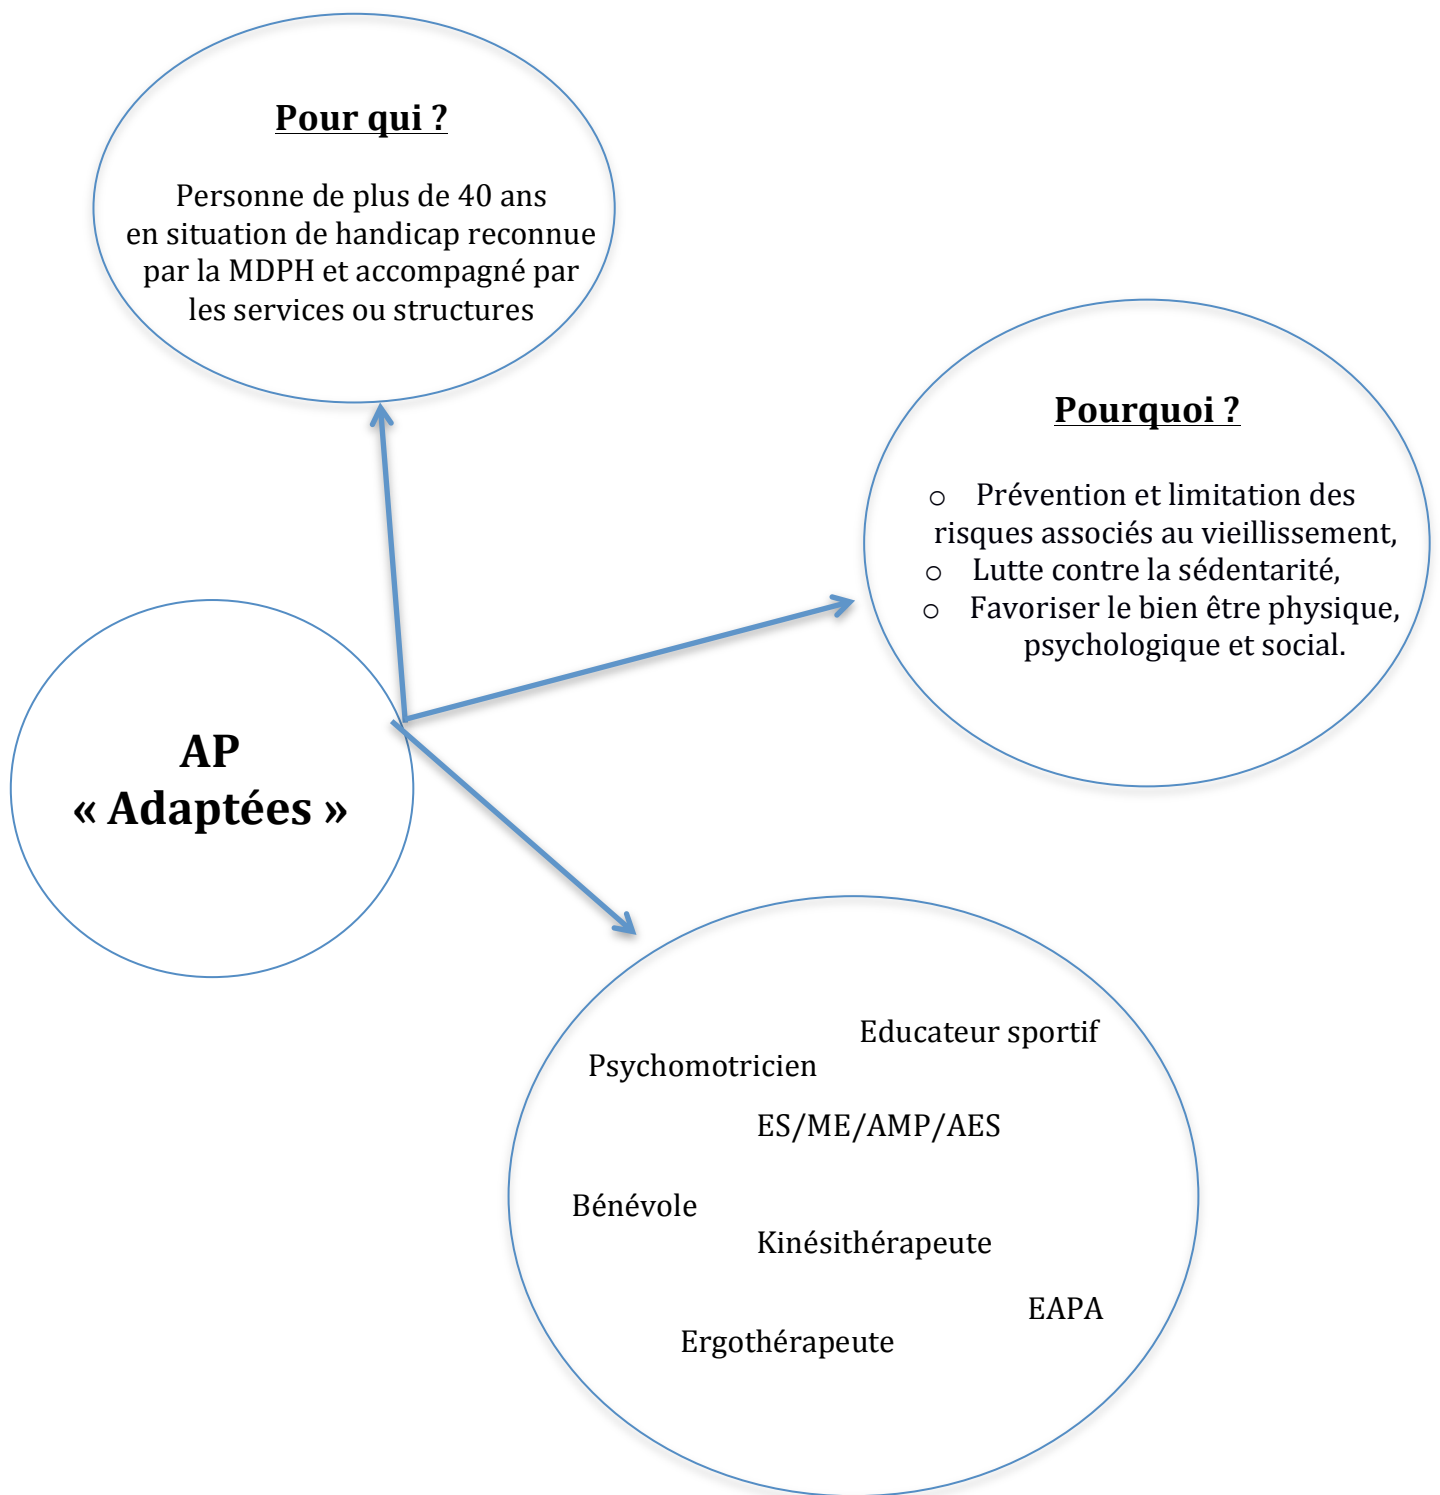 Pour qui ?
Personne de plus de 40 ans
en situation de handicap reconnue
par la MDPH et accompagné par
les services ou structures
Pourquoi ?
o Prévention et limitation des
risques associés au vieillissement,
o Lutte contre la sédentarité,
o Favoriser le bien être physique,
psychologique et social.
AP
« Adaptées »
Educateur sportif
Psychomotricien
ES/ME/AMP/AES
Bénévole
Kinésithérapeute
EAPA
Ergothérapeute